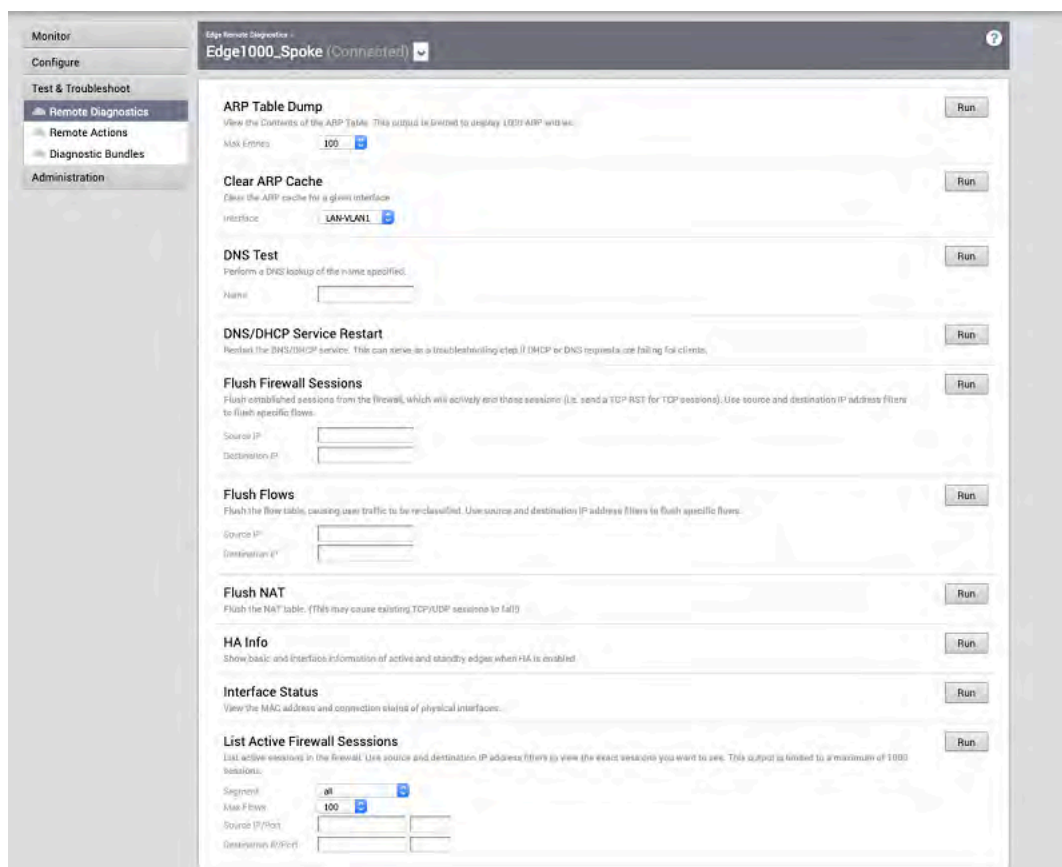 Monitor
Configure
Test & Troubleshoot
Remote Diagnostics
Remote Actions
Diagnostic Bundles
Administration
Edge Remote Diagnostics
Edge1000_Spoke (Connected)
?
ARP Table Dump
Run
View the Contents of the ARP Table. This output is limited to display 1000 ARP entries.
Max Entries 100
Clear ARP Cache
Run
Clear the ARP cache for a given interface
Interface LAN-VLAN1
DNS Test
Run
Perform a DNS lookup of the name specified.
Name
DNS/DHCP Service Restart
Run
Restart the DNS/DHCP service. This can serve as a troubleshooting step if DHCP or DNS requests are failing for clients.
Flush Firewall Sessions
Run
Flush established sessions from the firewall, which will actively end those sessions (i.e. send a TCP RST for TCP sessions). Use source and destination IP address filters
to flush specific flows.
Source IP
Destination IP
Flush Flows
Run
Flush the flow table, causing user traffic to be re-classified. Use source and destination IP address filters to flush specific flows.
Source IP
Destination IP
Flush NAT
Run
Flush the NAT table. (This may cause existing TCP/UDP sessions to fail!)
HA Info
Run
Show basic and interface information of active and standby edges when HA is enabled
Interface Status
Run
View the MAC address and connection status of physical interfaces.
List Active Firewall Sesssions
Run
List active sessions in the firewall. Use source and destination IP address filters to view the exact sessions you want to see. This output is limited to a maximum of 1000
sessions.
Segment all
Max Flows 100
Source IP/Port
Destination IP/Port